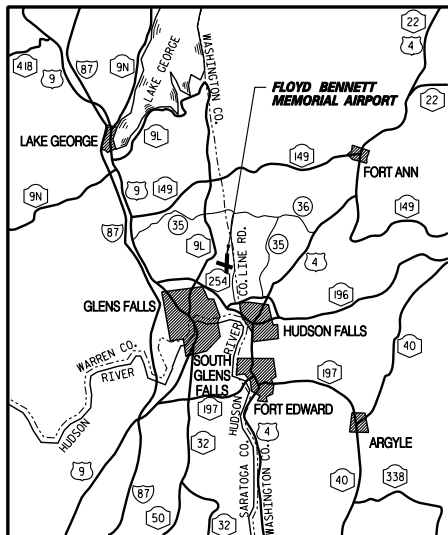 22
4
418
9
87
9N
LAKE GEORGE
WASHINGTON CO.
FLOYD BENNETT
MEMORIAL AIRPORT
22
LAKE GEORGE
9L
149
FORT ANN
9N
9
149
36
149
35
87
9L
CO. LINE RD.
35
4
254
196
GLENS FALLS
HUDSON FALLS
RIVER
40
WARREN CO.
RIVER
SOUTH
GLENS
FALLS
197
HUDSON
197
HUDSON
FORT EDWARD
4
ARGYLE
32
SARATOGA CO.
WASHINGTON CO.
9
87
40
338
50
32